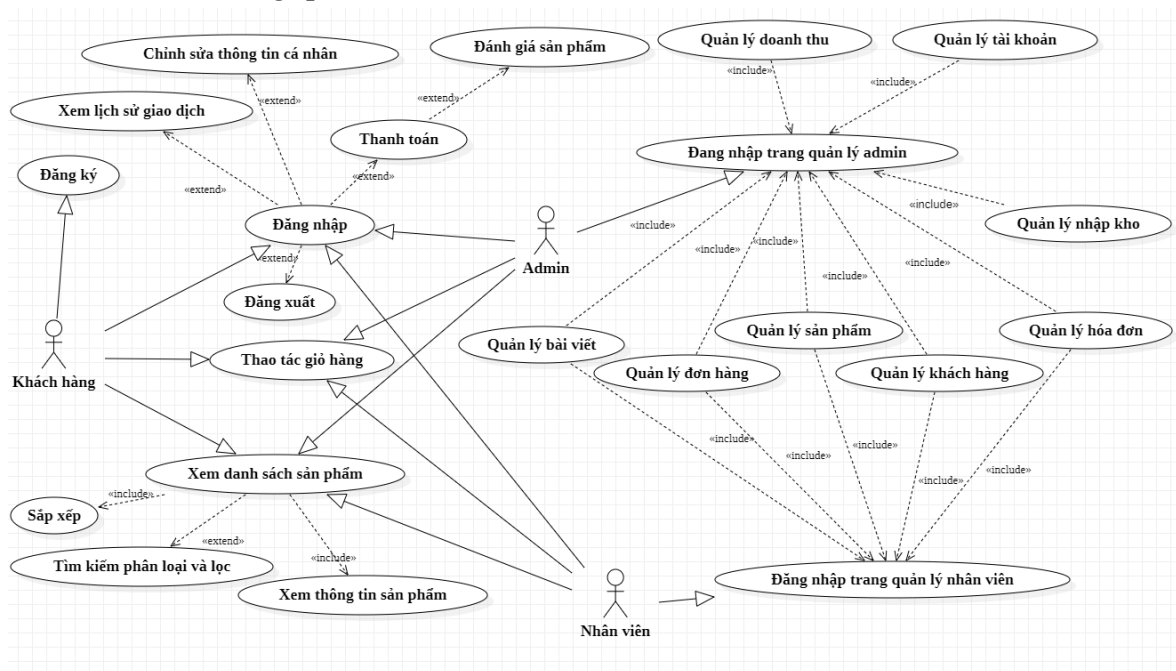 Quản lý doanh thu
Quản lý tài khoản
Đánh giá sản phẩm
Chỉnh sửa thông tin cá nhân
«include»
«include»
«extend»
«extend»
Xem lịch sử giao dịch
Thanh toán
Đang nhập trang quản lý admin
Đăng ký
«extend»
«extend»
«include»
Đăng nhập
Quản lý nhập kho
«include»
«include»
«include»
«extend»
Admin
«include»
«include»
Đăng xuất
Quản lý bài viết
Quản lý sản phẩm
Quản lý hóa đơn
Thao tác giỏ hàng
Quản lý đơn hàng
Quản lý khách hàng
Khách hàng
«include»
«include»
«include»
«include»
«include»
Xem danh sách sản phẩm
«include»
Sắp xếp
«extend»
«include»
Tìm kiếm phân loại và lọc
Xem thông tin sản phẩm
Đăng nhập trang quản lý nhân viên
Nhân viên